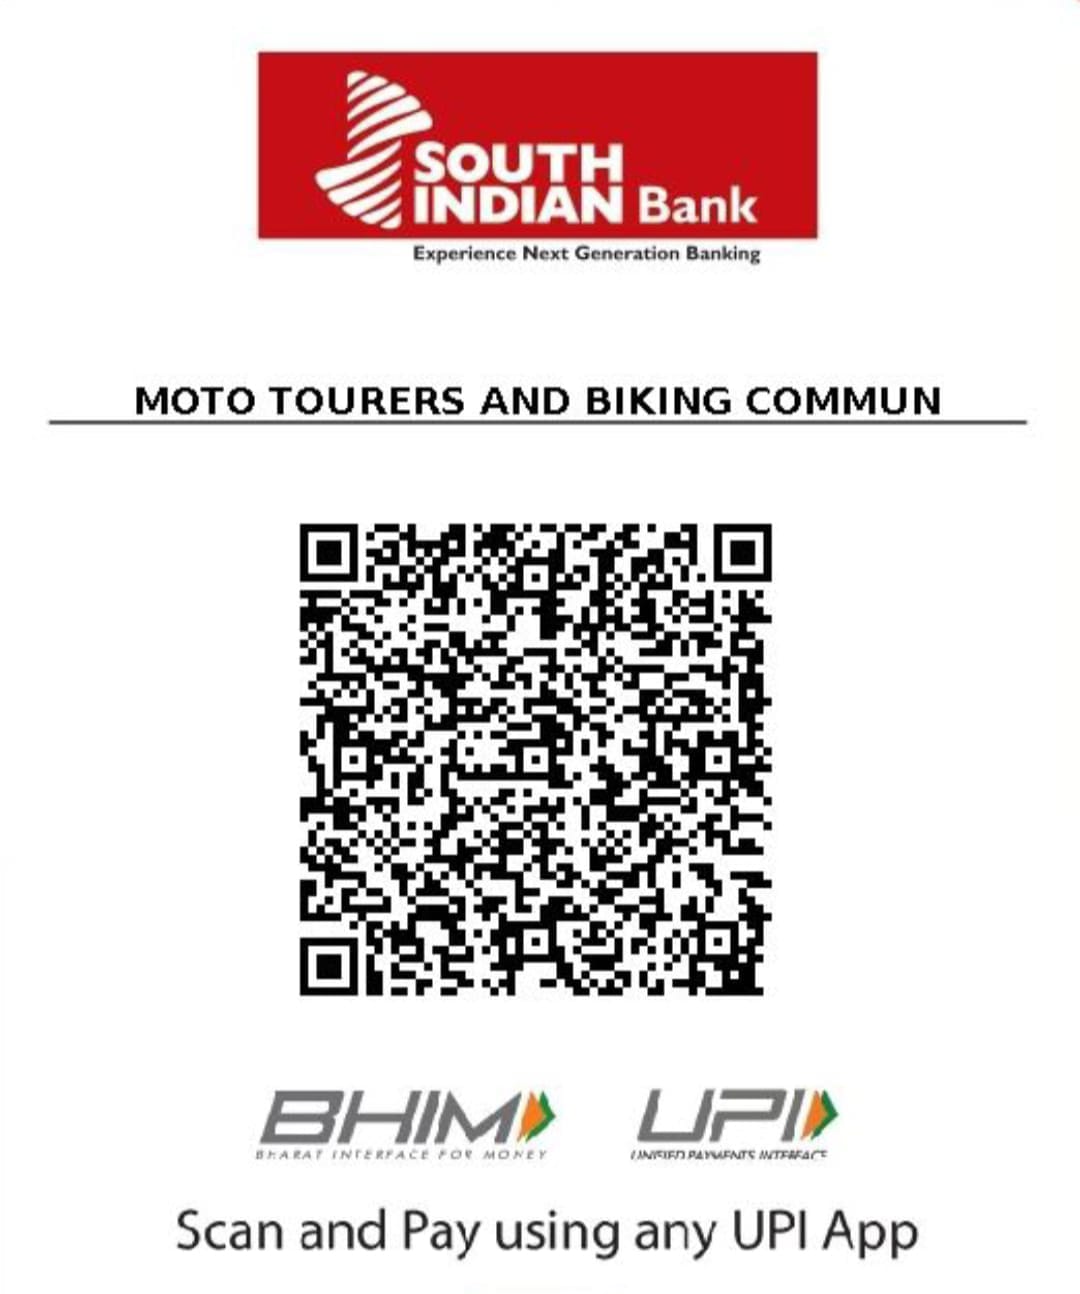 SOUTH
INDIAN Bank
Experience Next Generation Banking
MOTO TOURERS AND BIKING COMMUN
BHIM UPI
BHARAT INTERFACE FOR MONEY UNIFIED PAYMENTS INTERFACE
Scan and Pay using any UPI App